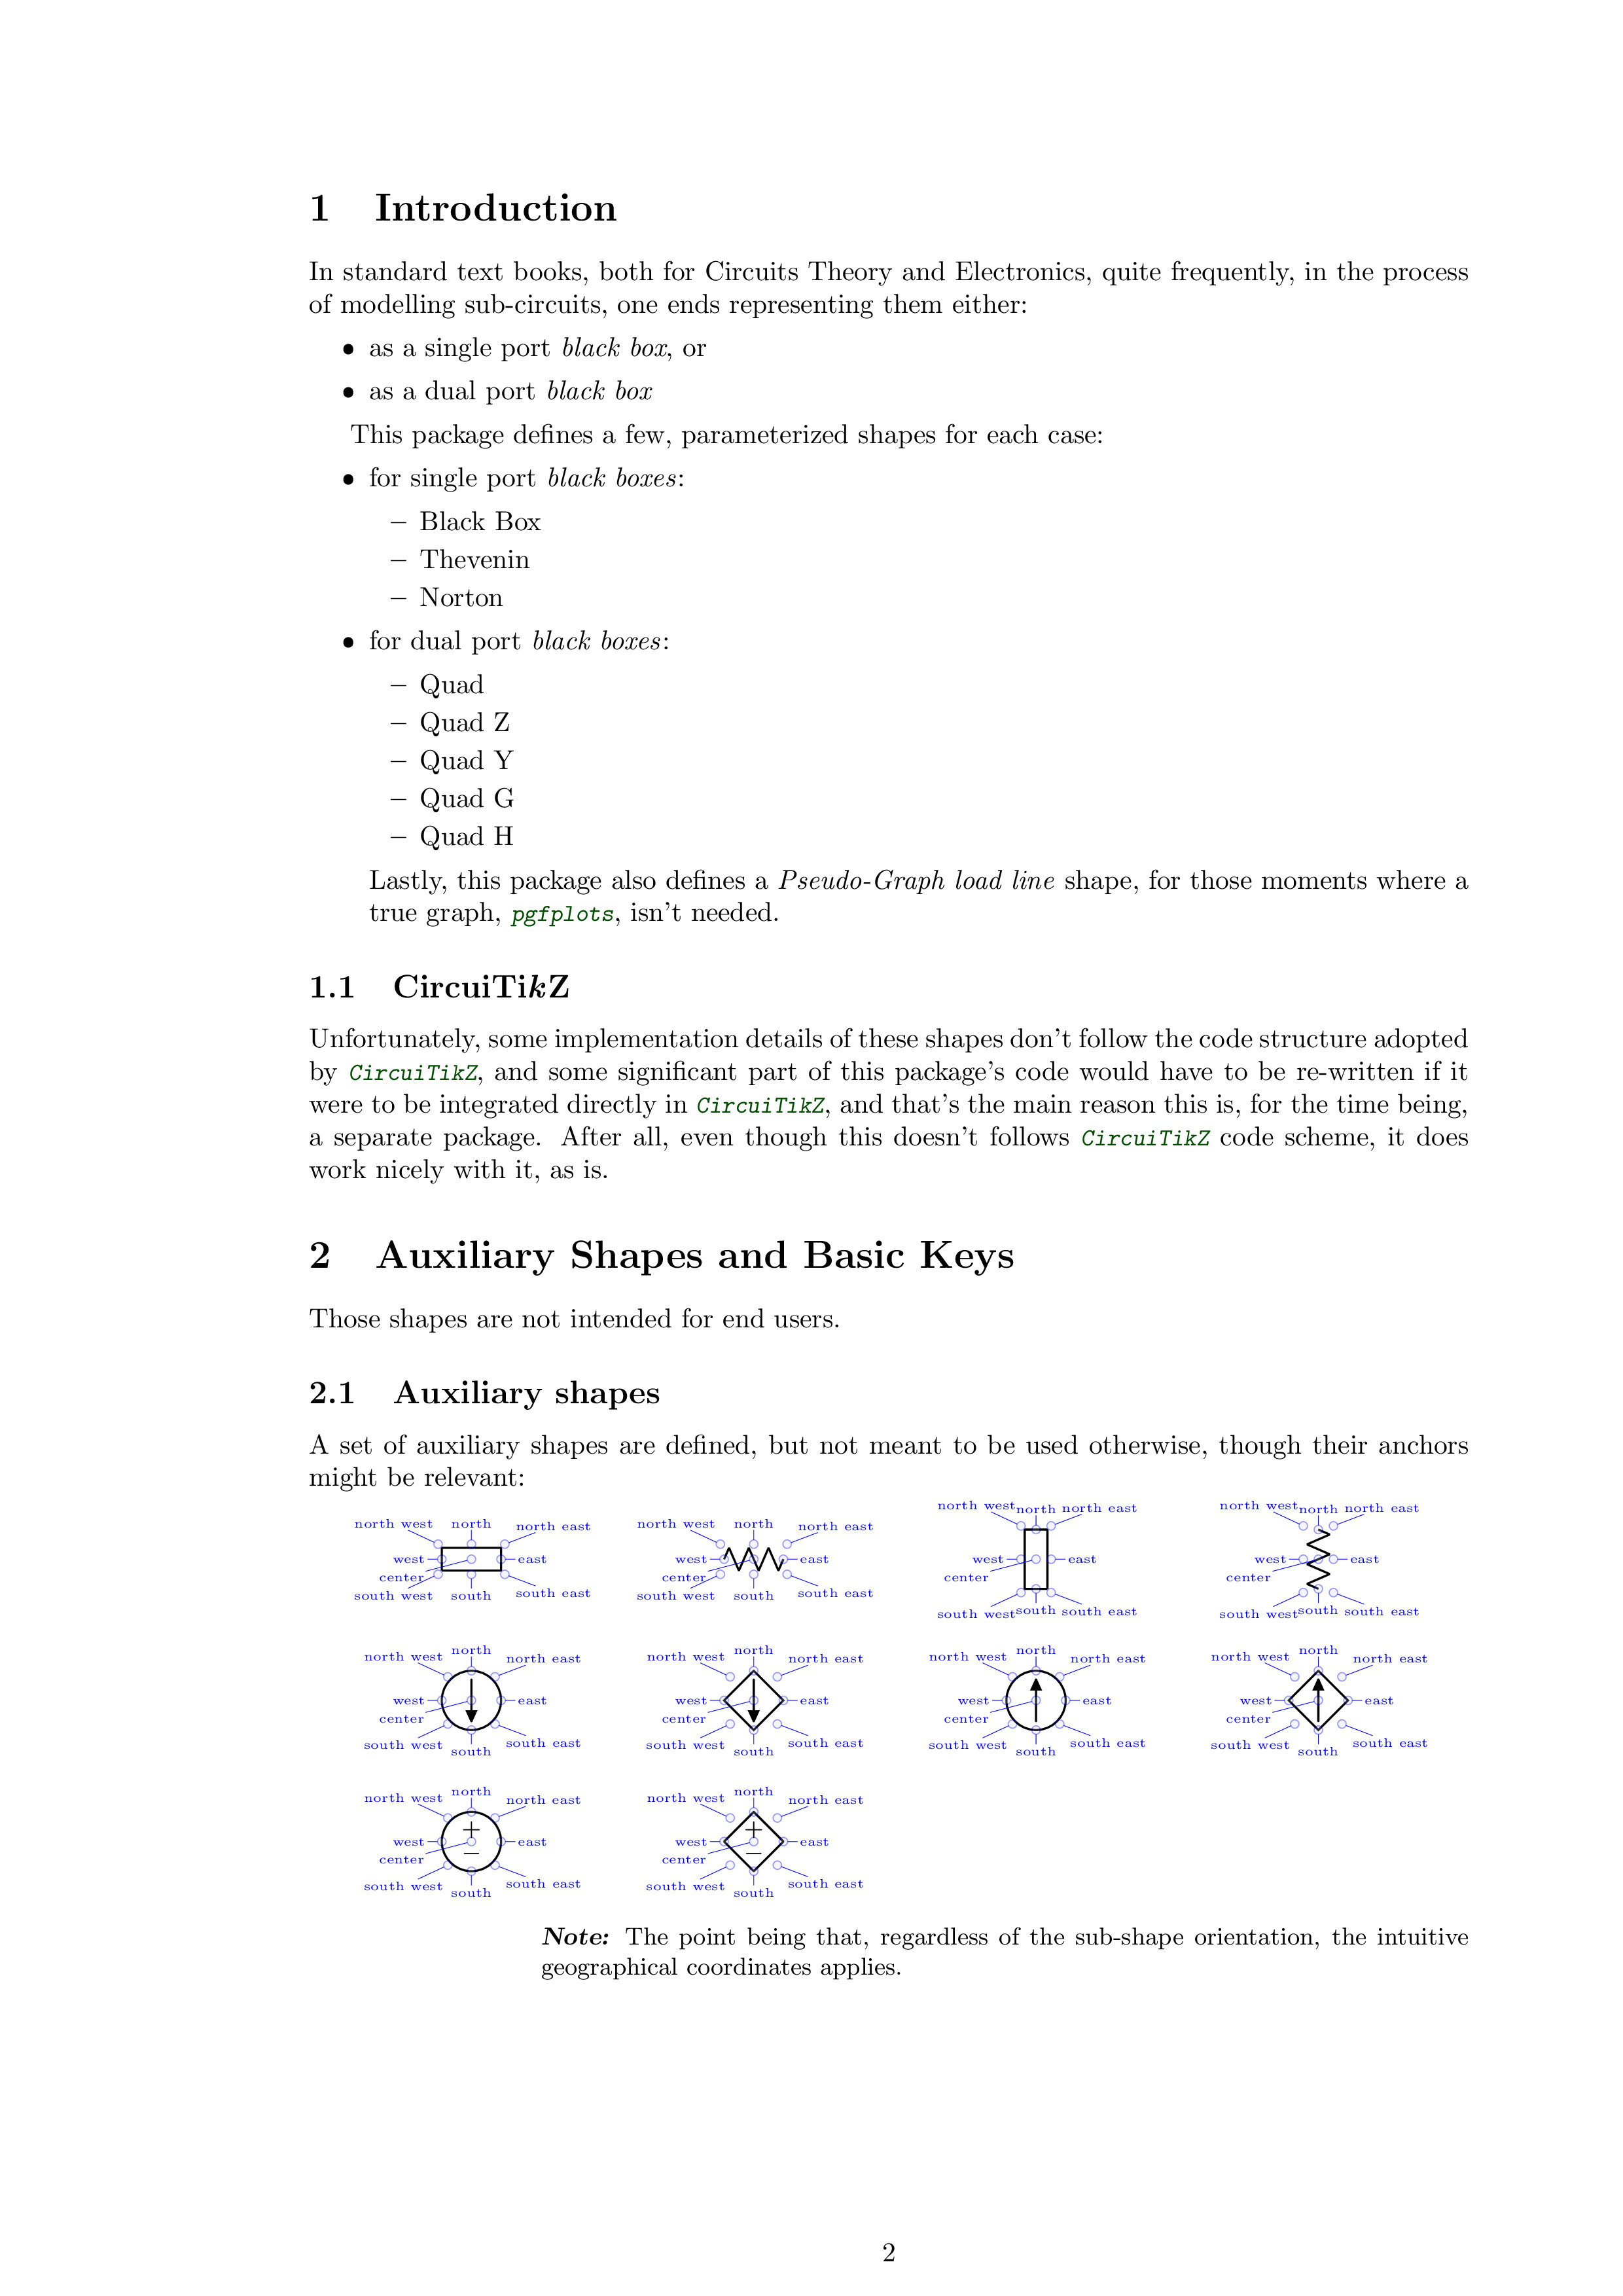 1 Introduction
In standard text books, both for Circuits Theory and Electronics, quite frequently, in the process
of modelling sub-circuits, one ends representing them either:
• as a single port black box, or
• as a dual port black box
This package defines a few, parameterized shapes for each case:
• for single port black boxes:
– Black Box
– Thevenin
– Norton
• for dual port black boxes:
– Quad
– Quad Z
– Quad Y
– Quad G
– Quad H
Lastly, this package also defines a Pseudo-Graph load line shape, for those moments where a
true graph, pgfplots, isn't needed.
1.1 CircuiTikZ
Unfortunately, some implementation details of these shapes don't follow the code structure adopted
by CircuiTikZ, and some significant part of this package's code would have to be re-written if it
were to be integrated directly in CircuiTikZ, and that's the main reason this is, for the time being,
a separate package. After all, even though this doesn't follows CircuiTikZ code scheme, it does
work nicely with it, as is.
2 Auxiliary Shapes and Basic Keys
Those shapes are not intended for end users.
2.1 Auxiliary shapes
A set of auxiliary shapes are defined, but not meant to be used otherwise, though their anchors
might be relevant:
north west north north east north west north north east north west north north east north west north north east
west east west east west east west east
center center center center
south west south south east south west south south east south west south south east south west south south east
north west north north east north west north north east north west north north east north west north north east
west east west east west east west east
center center center center
south west south south east south west south south east south west south south east south west south south east
north west north north east north west north north east
+ +
west east west east
− −
center center
south west south south east south west south south east
Note: The point being that, regardless of the sub-shape orientation, the intuitive
geographical coordinates applies.
2